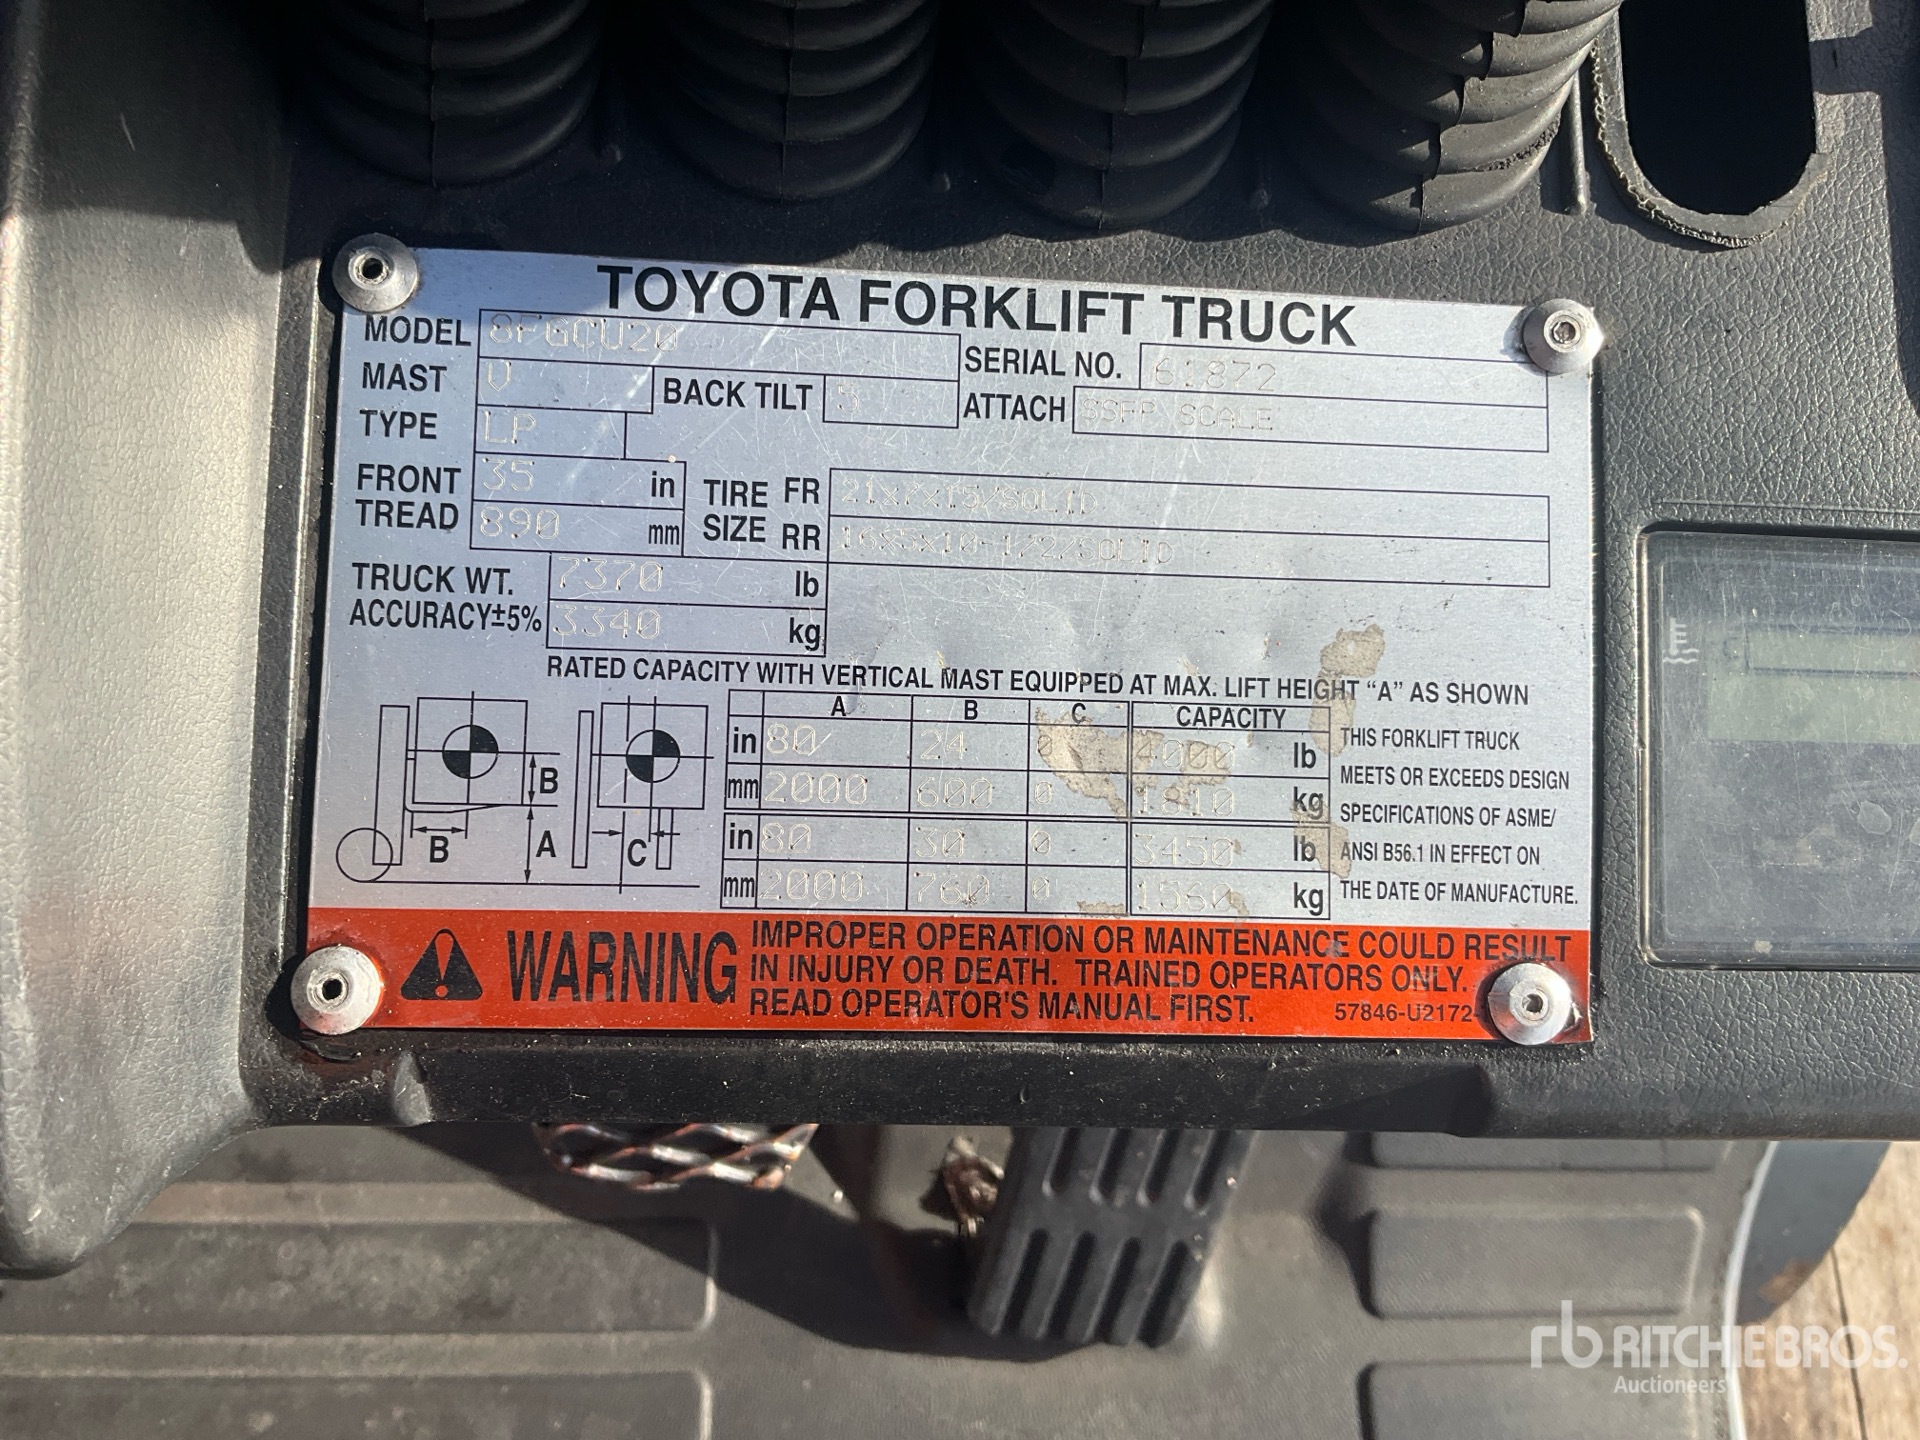 TOYOTA FORKLIFT TRUCK
MODEL 8FGCU20 SERIAL NO. 61872
MAST V BACK TILT 5 ATTACH SSFP SCALE
TYPE LP
FRONT TREAD 35 in TIRE SIZE FR 21x7x15/SOLID
890 mm RR 16x5x10-1/2/SOLID
TRUCK WT. 7370 lb
ACCURACY±5% 3340 kg
RATED CAPACITY WITH VERTICAL MAST EQUIPPED AT MAX. LIFT HEIGHT “A” AS SHOWN
A B C CAPACITY
in 80 24 0 4000 lb
mm 2000 600 0 1810 kg
in 80 30 0 3450 lb
mm 2000 760 0 1560 kg
B
B
A
C
THIS FORKLIFT TRUCK
MEETS OR EXCEEDS DESIGN
SPECIFICATIONS OF ASME/
ANSI B56.1 IN EFFECT ON
THE DATE OF MANUFACTURE.
WARNING
IMPROPER OPERATION OR MAINTENANCE COULD RESULT
IN INJURY OR DEATH. TRAINED OPERATORS ONLY.
READ OPERATOR'S MANUAL FIRST.
57846-U2172-
E
rb RITCHIE BROS.
Auctioneers